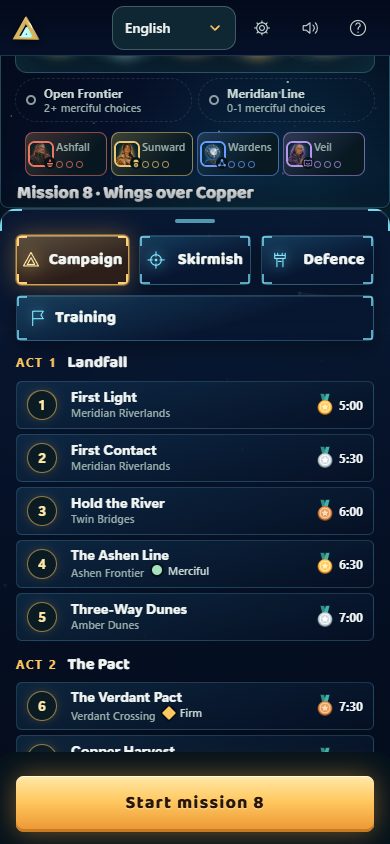 English
Open Frontier
2+ merciful choices
Meridian Line
0-1 merciful choices
Ashfall
Sunward
Wardens
Veil
Mission 8 · Wings over Copper
Campaign
Skirmish
Defence
Training
ACT 1 Landfall
1
First Light
Meridian Riverlands
5:00
2
First Contact
Meridian Riverlands
5:30
3
Hold the River
Twin Bridges
6:00
4
The Ashen Line
Ashen Frontier Merciful
6:30
5
Three-Way Dunes
Amber Dunes
7:00
ACT 2 The Pact
6
The Verdant Pact
Verdant Crossing Firm
7:30
Copper Harvest
Start mission 8